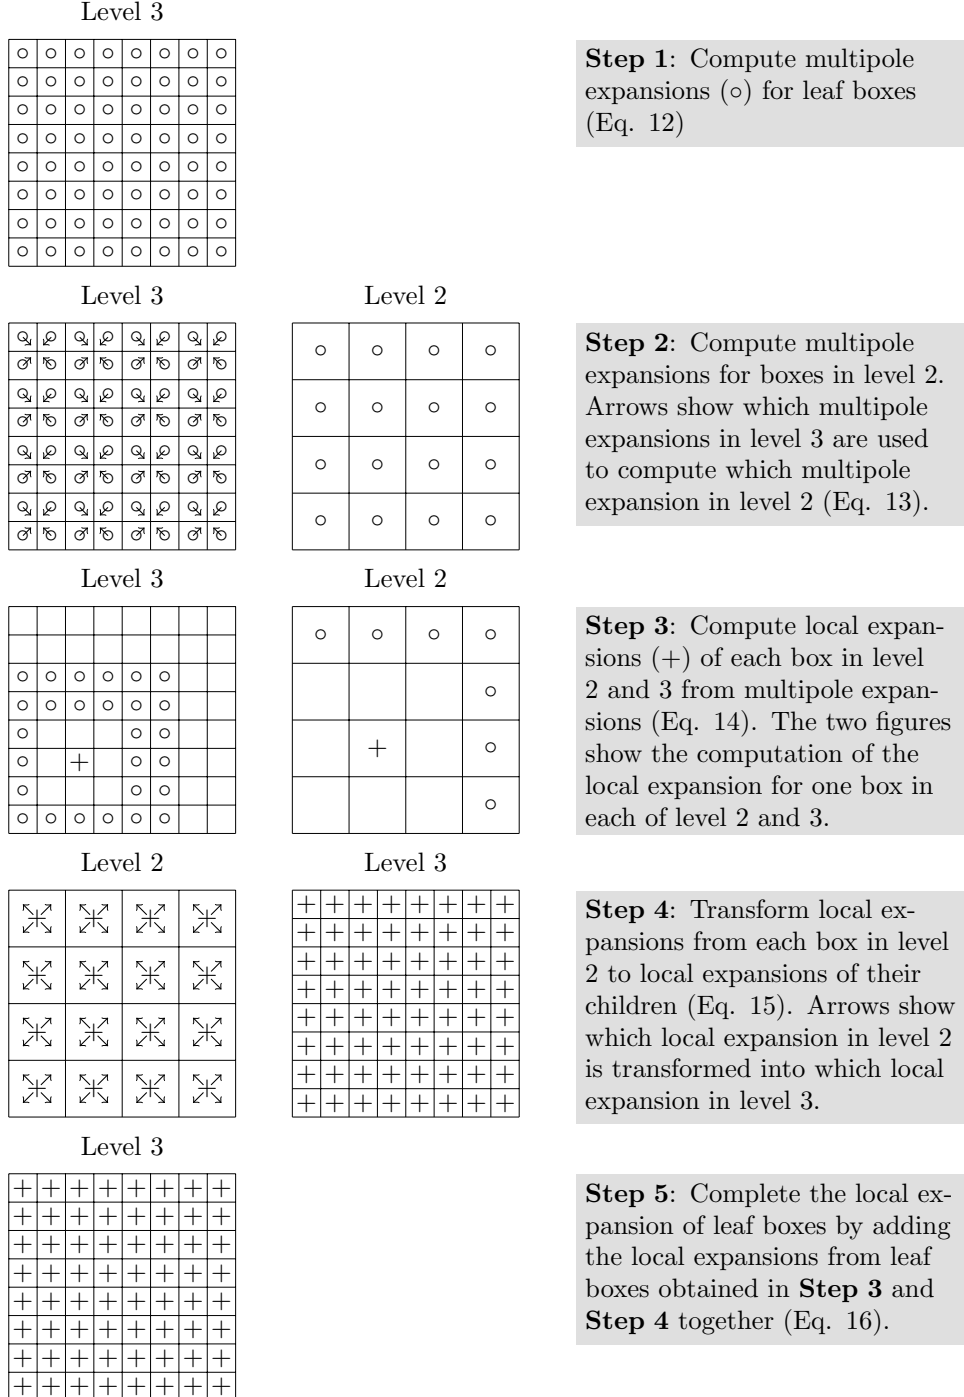 Level 3
Step 1: Compute multipole
expansions (○) for leaf boxes
(Eq. 12)
Level 3
Level 2
Step 2: Compute multipole
expansions for boxes in level 2.
Arrows show which multipole
expansions in level 3 are used
to compute which multipole
expansion in level 2 (Eq. 13).
Level 3
Level 2
Step 3: Compute local expan-
sions (+) of each box in level
2 and 3 from multipole expan-
sions (Eq. 14). The two figures
show the computation of the
local expansion for one box in
each of level 2 and 3.
Level 2
Level 3
Step 4: Transform local ex-
pansions from each box in level
2 to local expansions of their
children (Eq. 15). Arrows show
which local expansion in level 2
is transformed into which local
expansion in level 3.
Level 3
Step 5: Complete the local ex-
pansion of leaf boxes by adding
the local expansions from leaf
boxes obtained in Step 3 and
Step 4 together (Eq. 16).